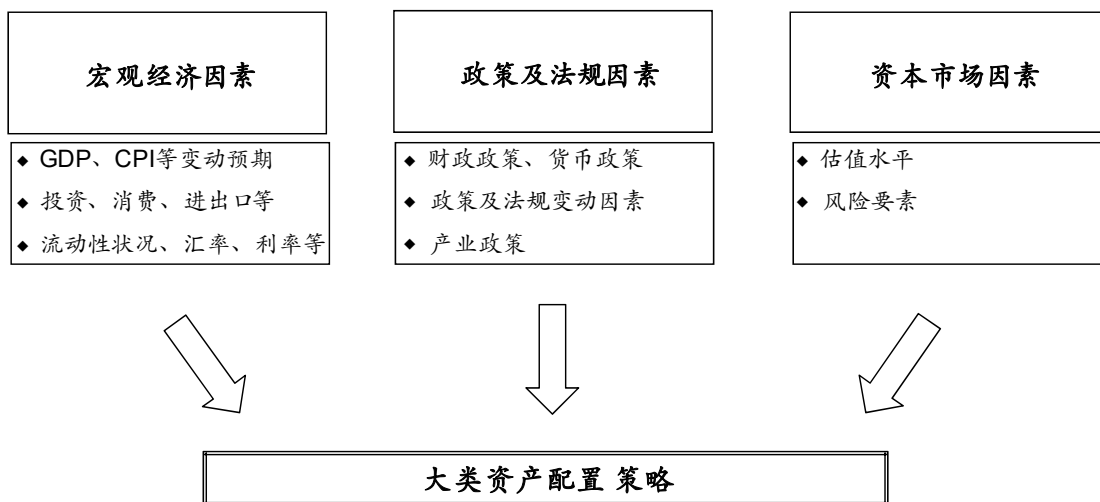 宏观经济因素
◆ GDP、CPI等变动预期
◆ 投资、消费、进出口等
◆ 流动性状况、汇率、利率等
政策及法规因素
◆ 财政政策、货币政策
◆ 政策及法规变动因素
◆ 产业政策
资本市场因素
◆ 估值水平
◆ 风险要素
大类资产配置 策略